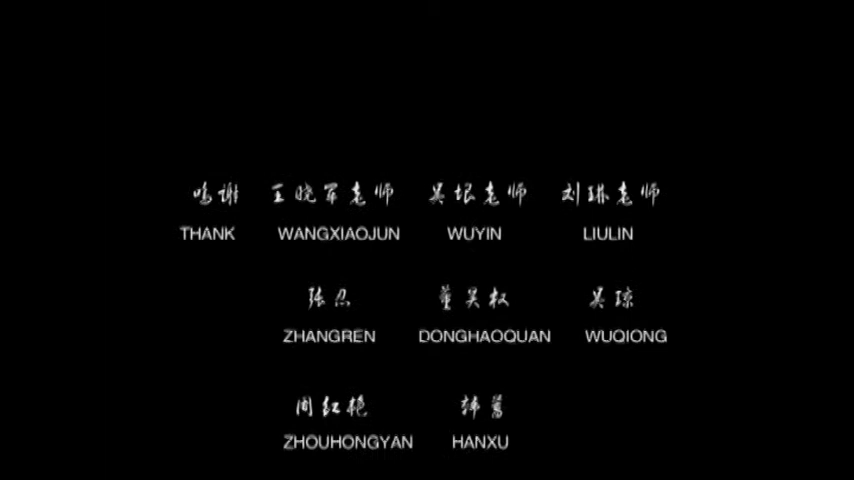 鸣谢 王晓军老师 吴垠老师 刘琳老师
THANK WANGXIAOJUN WUYIN LIULIN
张忍 董昊权 吴琼
ZHANGREN DONGHAOQUAN WUQIONG
周红艳 韩
ZHOUHONGYAN HANXU